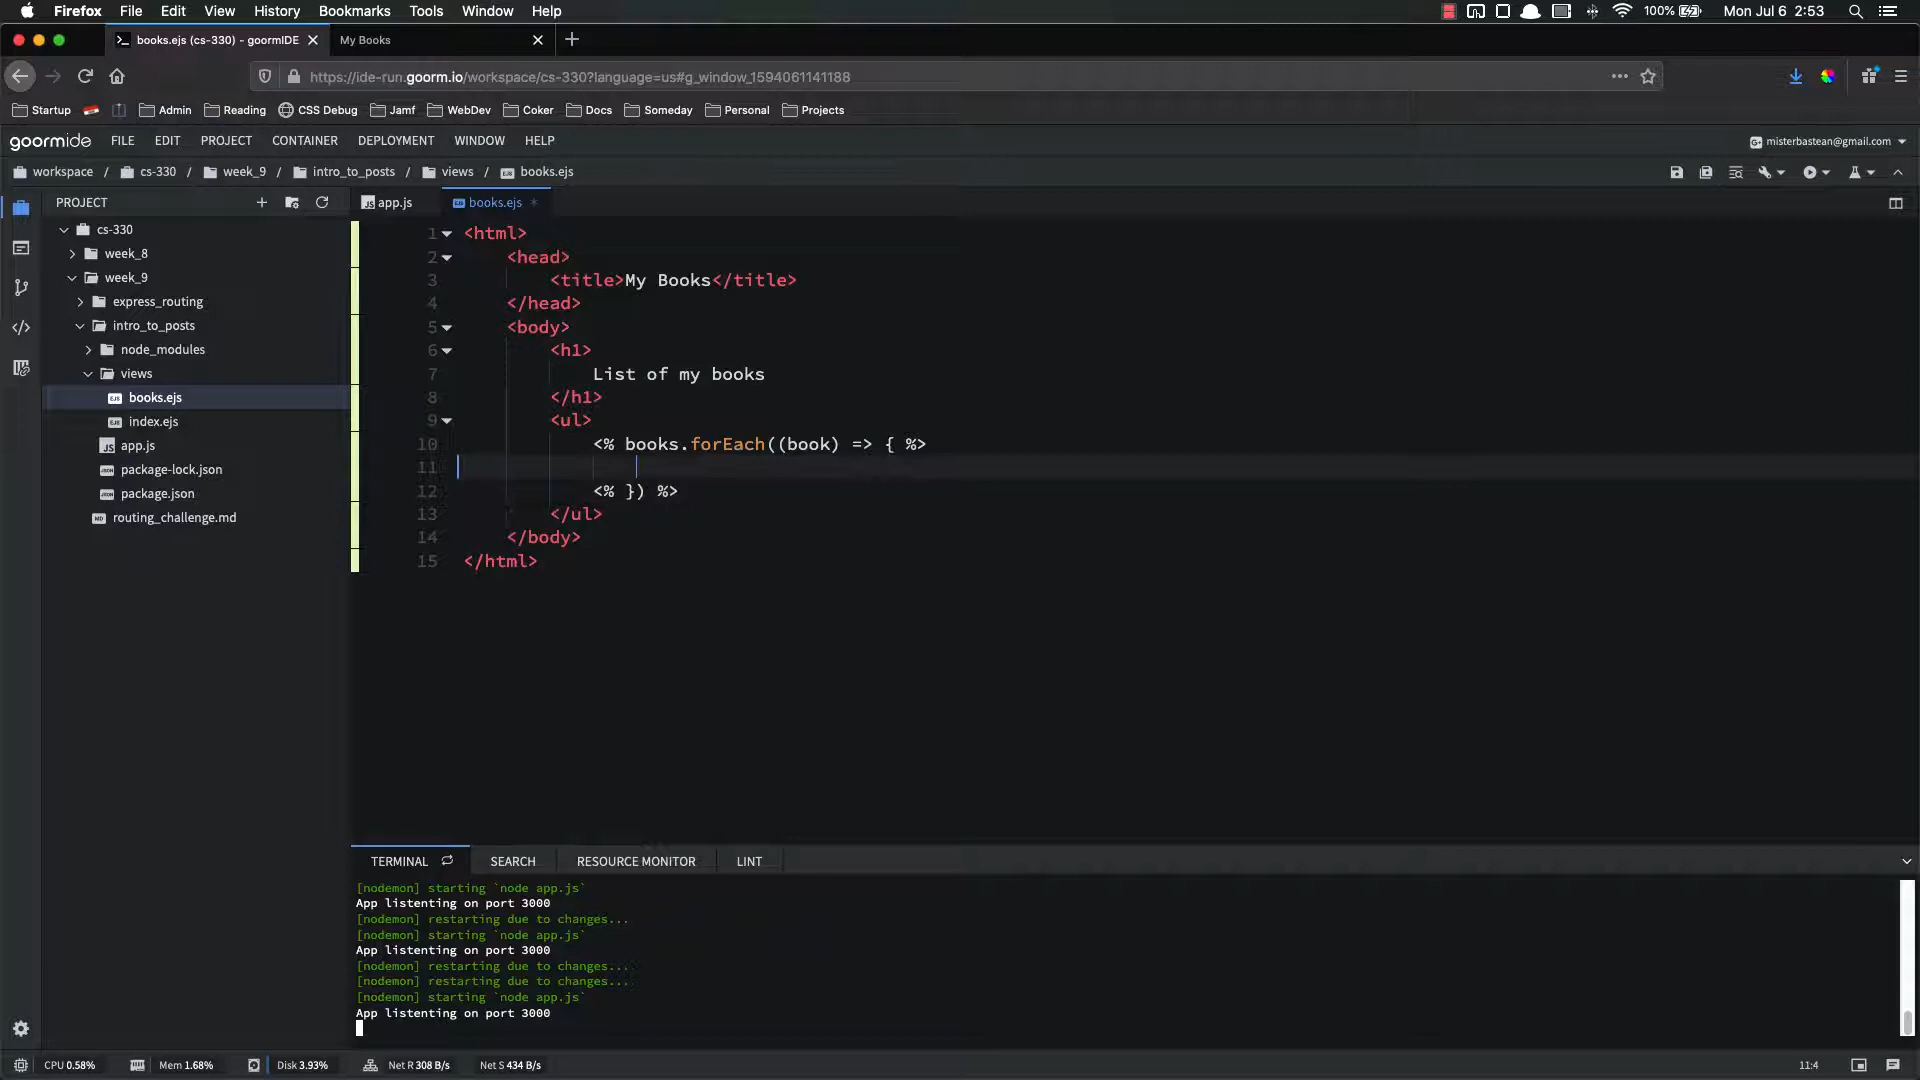 Firefox File Edit View History Bookmarks Tools Window Help 100% Mon Jul 6 2:53
books.ejs (cs-330) - goormIDE My Books
https://ide-run.goorm.io/workspace/cs-330?language=us#g_window_1594061141188
Startup Admin Reading CSS Debug Jamf WebDev Coker Docs Someday Personal Projects
goormide FILE EDIT PROJECT CONTAINER DEPLOYMENT WINDOW HELP misterbastean@gmail.com
workspace / cs-330 / week_9 / intro_to_posts / views / books.ejs
PROJECT
cs-330
week_8
week_9
express_routing
intro_to_posts
node_modules
views
books.ejs
index.ejs
app.js
package-lock.json
package.json
routing_challenge.md
app.js books.ejs
1 <html>
2 <head>
3 <title>My Books</title>
4 </head>
5 <body>
6 <h1>
7 List of my books
8 </h1>
9 <ul>
10 <% books.forEach((book) => { %>
11
12 <% }) %>
13 </ul>
14 </body>
15 </html>
TERMINAL SEARCH RESOURCE MONITOR LINT
[nodemon] starting `node app.js`
App listenting on port 3000
[nodemon] restarting due to changes...
[nodemon] starting `node app.js`
App listenting on port 3000
[nodemon] restarting due to changes...
[nodemon] restarting due to changes...
[nodemon] starting `node app.js`
App listenting on port 3000
CPU 0.58% Mem 1.68% Disk 3.93% Net R 308 B/s Net S 434 B/s 11:4